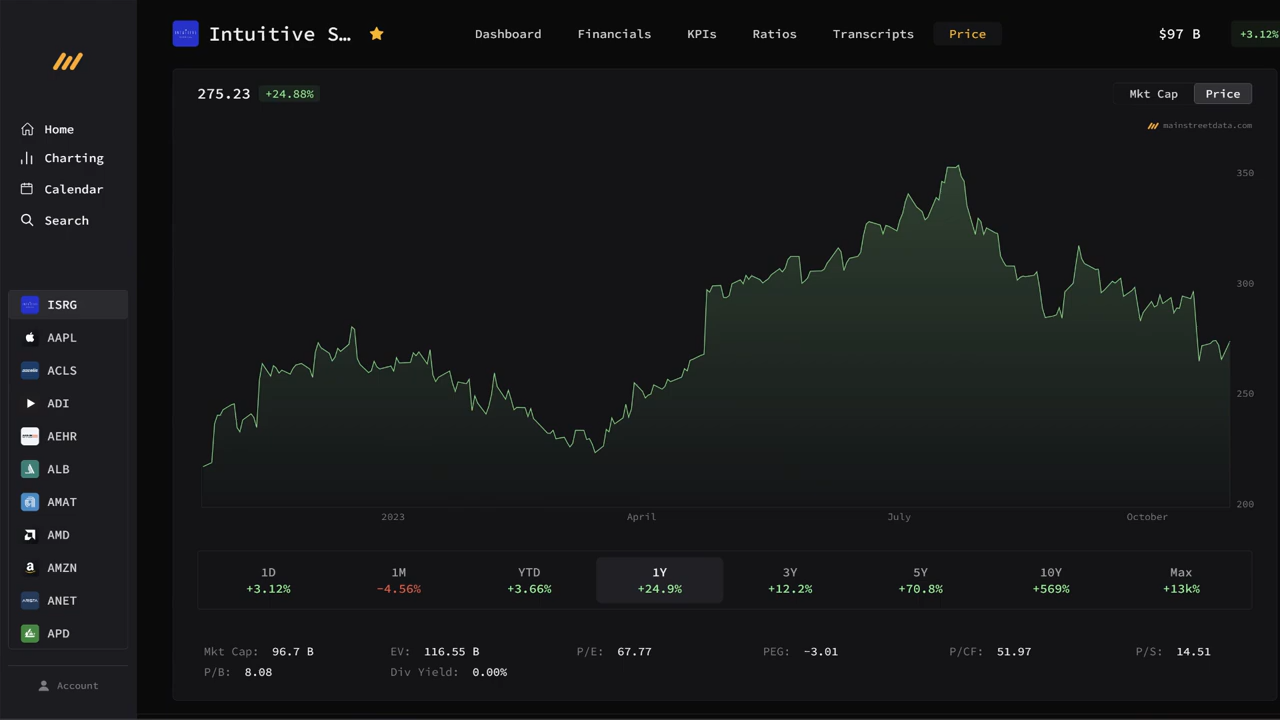 Intuitive S…
Dashboard Financials KPIs Ratios Transcripts Price
$97 B +3.12%
Home
Charting
Calendar
Search
ISRG
AAPL
ACLS
ADI
AEHR
ALB
AMAT
AMD
AMZN
ANET
APD
Account
275.23 +24.88%
Mkt Cap Price
mainstreetdata.com
350
300
250
200
2023 April July October
1D 1M YTD 1Y 3Y 5Y 10Y Max
+3.12% −4.56% +3.66% +24.9% +12.2% +70.8% +569% +13k%
Mkt Cap: 96.7 B EV: 116.55 B P/E: 67.77 PEG: −3.01 P/CF: 51.97 P/S: 14.51
P/B: 8.08 Div Yield: 0.00%